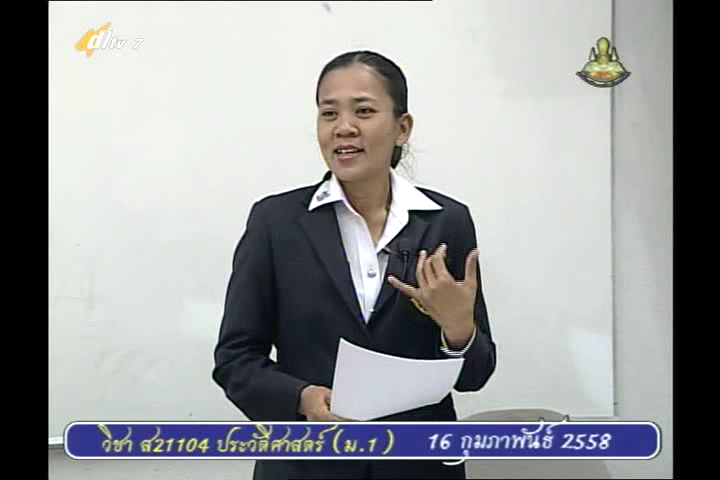 dltv 7
วิชา ส21104 ประวัติศาสตร์ (ม.1) 16 กุมภาพันธ์ 2558